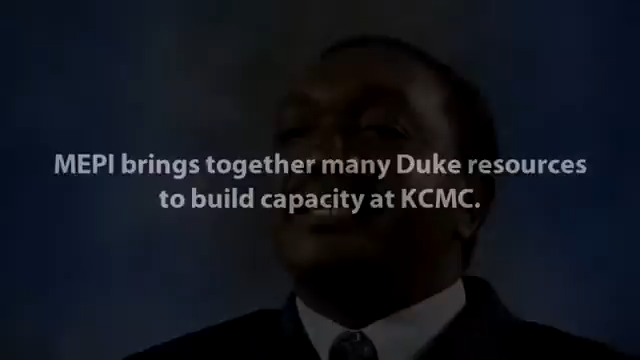 MEPI brings together many Duke resources
to build capacity at KCMC.